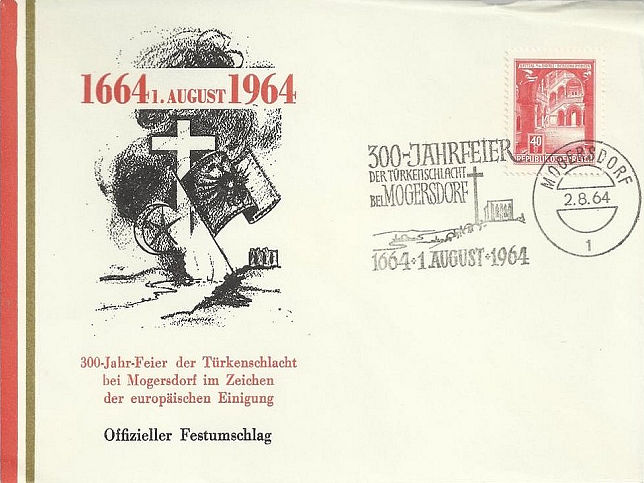 1664 1. AUGUST 1964
300-Jahr-Feier der Türkenschlacht
bei Mogersdorf im Zeichen
der europäischen Einigung
Offizieller Festumschlag
300-JAHRFEIER
DER TÜRKENSCHLACHT
BEI MOGERSDORF
1664·1 AUGUST·1964
40
REPUBLIK
MOGERSDORF
2.8.64
1